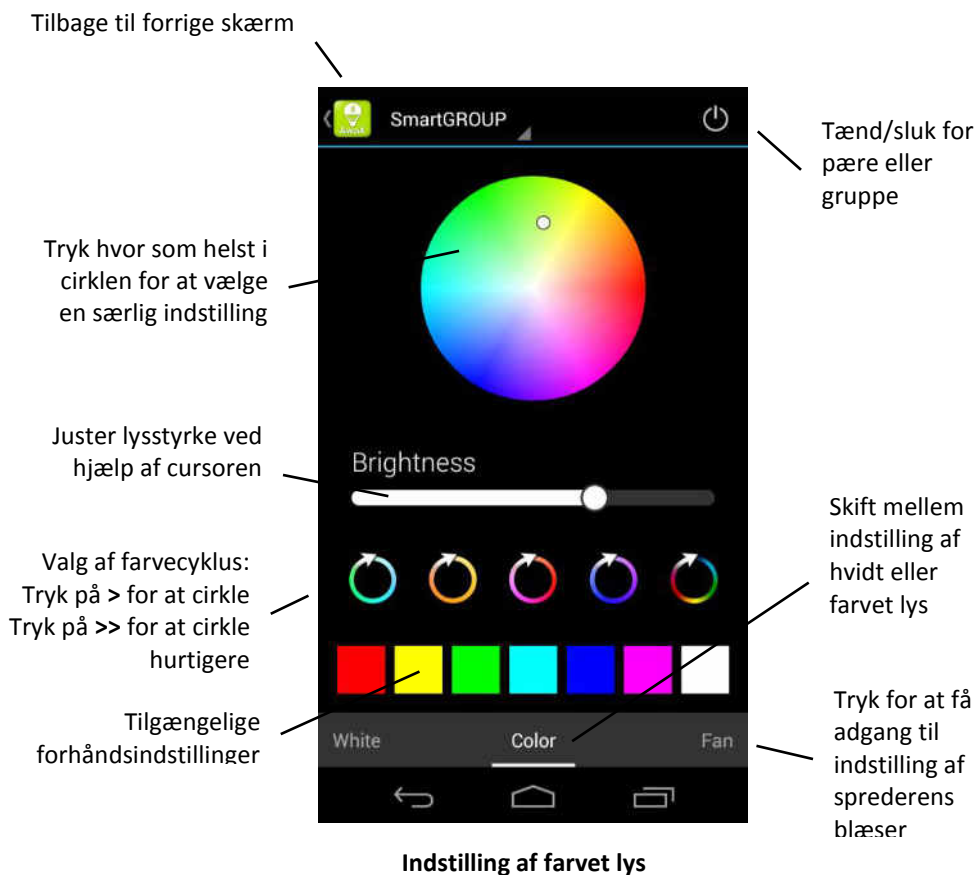 Tilbage til forrige skærm
SmartGROUP
Tænd/sluk for
pære eller
gruppe
Tryk hvor som helst i
cirklen for at vælge
en særlig indstilling
Juster lysstyrke ved
hjælp af cursoren
Brightness
Skift mellem
indstilling af
hvidt eller
farvet lys
Valg af farvecyklus:
Tryk på > for at cirkle
Tryk på >> for at cirkle
hurtigere
Tilgængelige
forhåndsindstillinger
White
Color
Fan
Tryk for at få
adgang til
indstilling af
sprederens
blæser
Indstilling af farvet lys